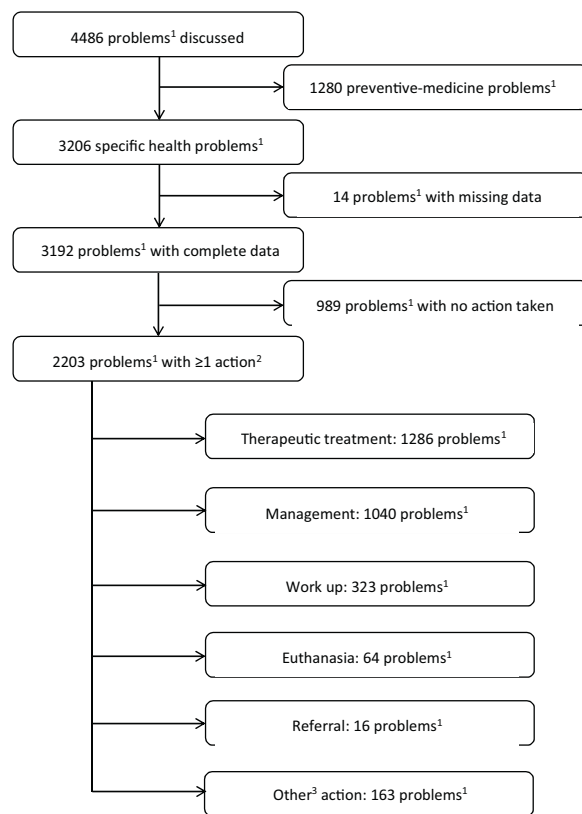 4486 problems¹ discussed
1280 preventive-medicine problems¹
3206 specific health problems¹
14 problems¹ with missing data
3192 problems¹ with complete data
989 problems¹ with no action taken
2203 problems¹ with ≥1 action²
Therapeutic treatment: 1286 problems¹
Management: 1040 problems¹
Work up: 323 problems¹
Euthanasia: 64 problems¹
Referral: 16 problems¹
Other³ action: 163 problems¹